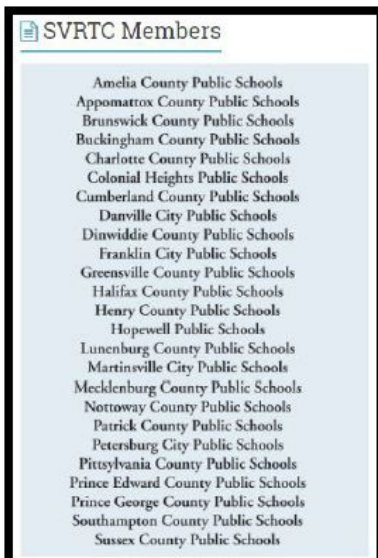 SVRTC Members
Amelia County Public Schools
Appomattox County Public Schools
Brunswick County Public Schools
Buckingham County Public Schools
Charlotte County Public Schools
Colonial Heights Public Schools
Cumberland County Public Schools
Danville City Public Schools
Dinwiddie County Public Schools
Franklin City Public Schools
Greensville County Public Schools
Halifax County Public Schools
Henry County Public Schools
Hopewell Public Schools
Lunenburg County Public Schools
Martinsville City Public Schools
Mecklenburg County Public Schools
Nottoway County Public Schools
Patrick County Public Schools
Petersburg City Public Schools
Pittsylvania County Public Schools
Prince Edward County Public Schools
Prince George County Public Schools
Southampton County Public Schools
Sussex County Public Schools